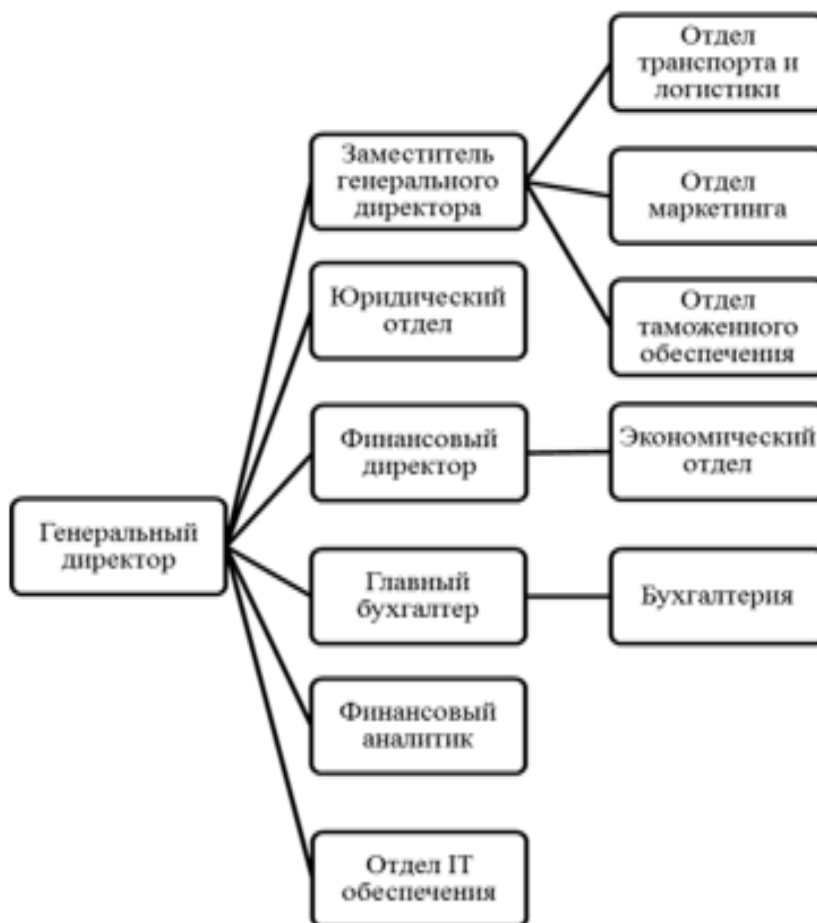 Отдел
транспорта и
логистики
Заместитель
генерального
директора
Отдел
маркетинга
Юридический
отдел
Отдел
таможенного
обеспечения
Финансовый
директор
Экономический
отдел
Генеральный
директор
Главный
бухгалтер
Бухгалтерия
Финансовый
аналитик
Отдел IT
обеспечения